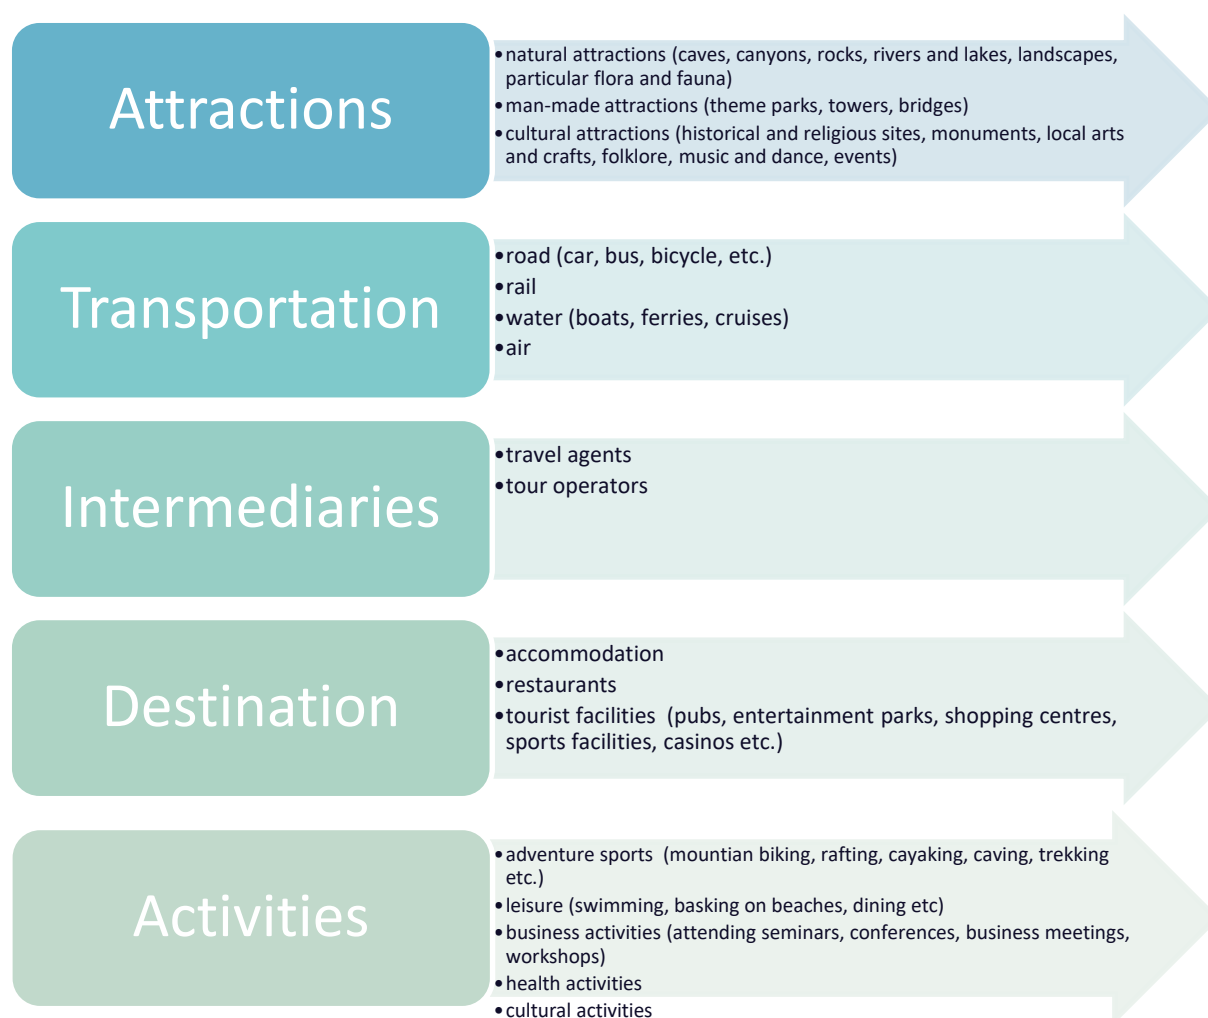 Attractions
•natural attractions (caves, canyons, rocks, rivers and lakes, landscapes,
particular flora and fauna)
•man-made attractions (theme parks, towers, bridges)
•cultural attractions (historical and religious sites, monuments, local arts
and crafts, folklore, music and dance, events)
Transportation
•road (car, bus, bicycle, etc.)
•rail
•water (boats, ferries, cruises)
•air
Intermediaries
•travel agents
•tour operators
Destination
•accommodation
•restaurants
•tourist facilities (pubs, entertainment parks, shopping centres,
sports facilities, casinos etc.)
Activities
•adventure sports (mountian biking, rafting, cayaking, caving, trekking
etc.)
•leisure (swimming, basking on beaches, dining etc)
•business activities (attending seminars, conferences, business meetings,
workshops)
•health activities
•cultural activities